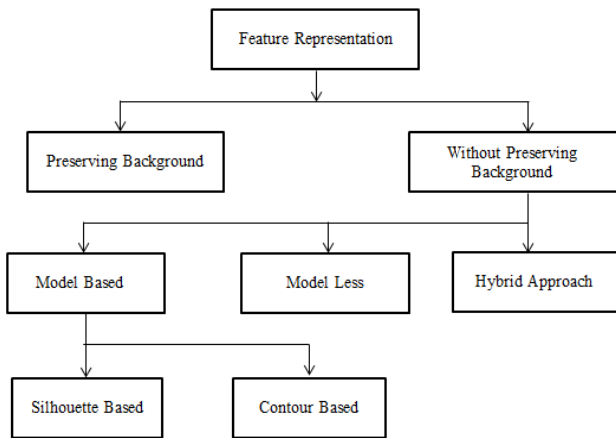 Feature Representation
Preserving Background
Without Preserving
Background
Model Based
Model Less
Hybrid Approach
Silhouette Based
Contour Based